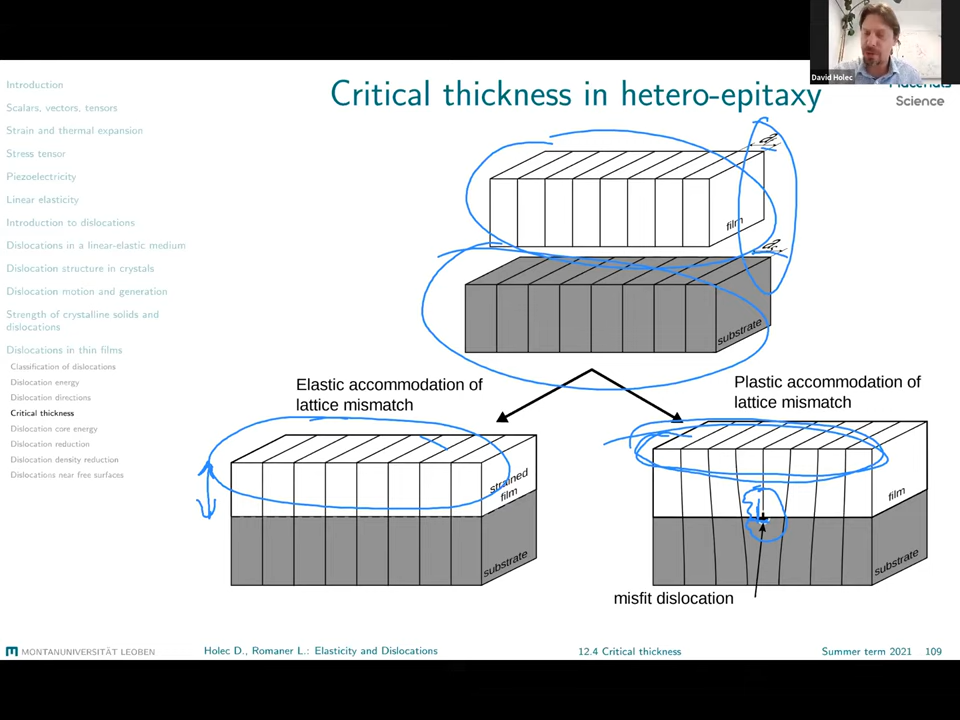 David Holec
Materials
Science
Critical thickness in hetero-epitaxy
Introduction
Scalars, vectors, tensors
Strain and thermal expansion
Stress tensor
Piezoelectricity
Linear elasticity
Introduction to dislocations
Dislocations in a linear-elastic medium
Dislocation structure in crystals
Dislocation motion and generation
Strength of crystalline solids and
dislocations
Dislocations in thin films
Classification of dislocations
Dislocation energy
Dislocation directions
Critical thickness
Dislocation core energy
Dislocation reduction
Dislocation density reduction
Dislocations near free surfaces
film
substrate
Elastic accommodation of
lattice mismatch
Plastic accommodation of
lattice mismatch
strained
film
substrate
film
substrate
misfit dislocation
MONTANUNIVERSITÄT LEOBEN
Holec D., Romaner L.: Elasticity and Dislocations
12.4 Critical thickness
Summer term 2021 109